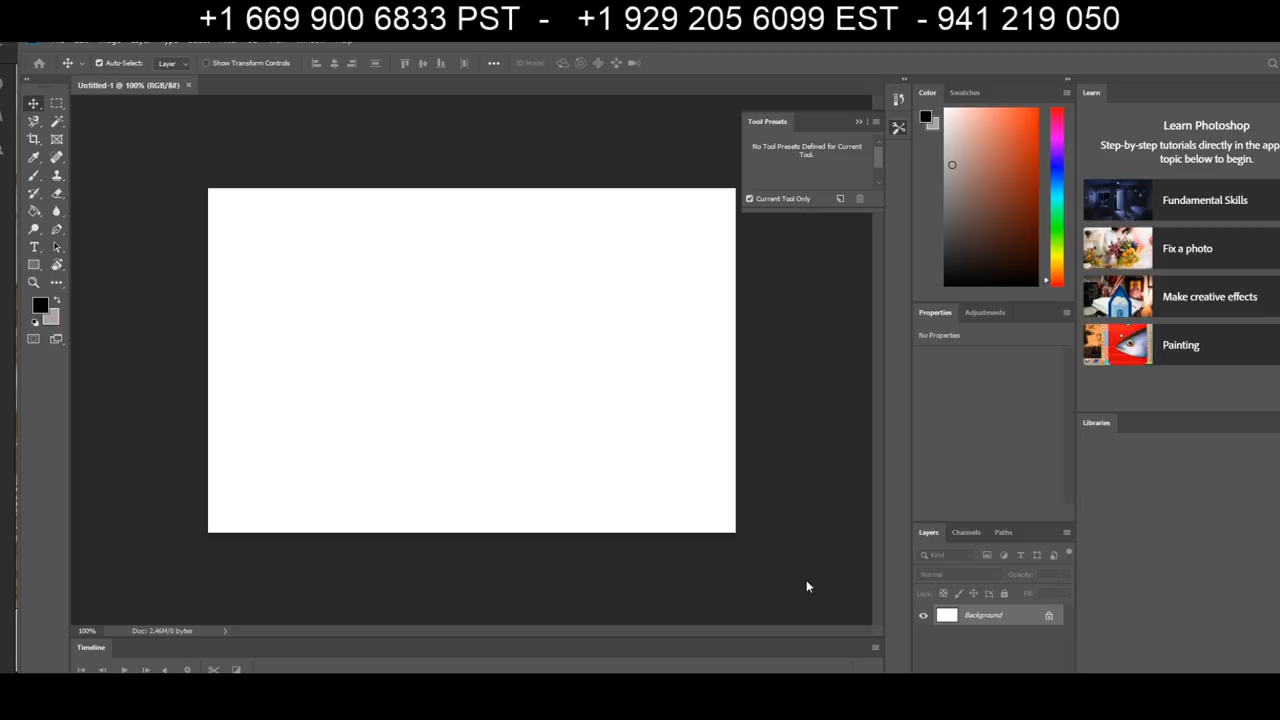 +1 669 900 6833 PST - +1 929 205 6099 EST - 941 219 050
Auto-Select: Layer Show Transform Controls 3D Mode:
Untitled-1 @ 100% (RGB/8#)
Tool Presets
No Tool Presets Defined for Current
Tool.
Current Tool Only
Color Swatches
Learn
Learn Photoshop
Step-by-step tutorials directly in the app
topic below to begin.
Fundamental Skills
Fix a photo
Make creative effects
Painting
Properties Adjustments
No Properties
Libraries
Layers Channels Paths
Kind
Normal Opacity:
Lock: Fill:
Background
100% Doc: 2.46M/0 bytes
Timeline